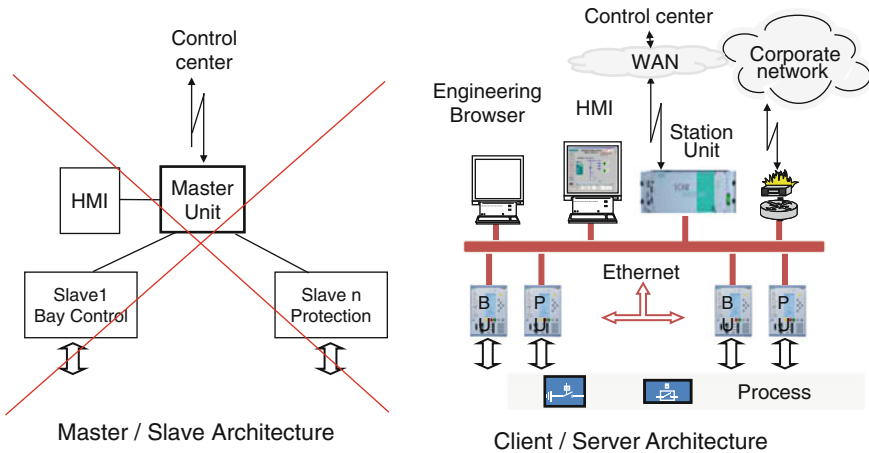 Control
center
HMI
Master
Unit
Slave1
Bay Control
Slave n
Protection
Master / Slave Architecture
Control center
WAN
Corporate
network
Engineering
Browser
HMI
Station
Unit
Ethernet
B
U
P
U
B
U
P
U
Process
Client / Server Architecture